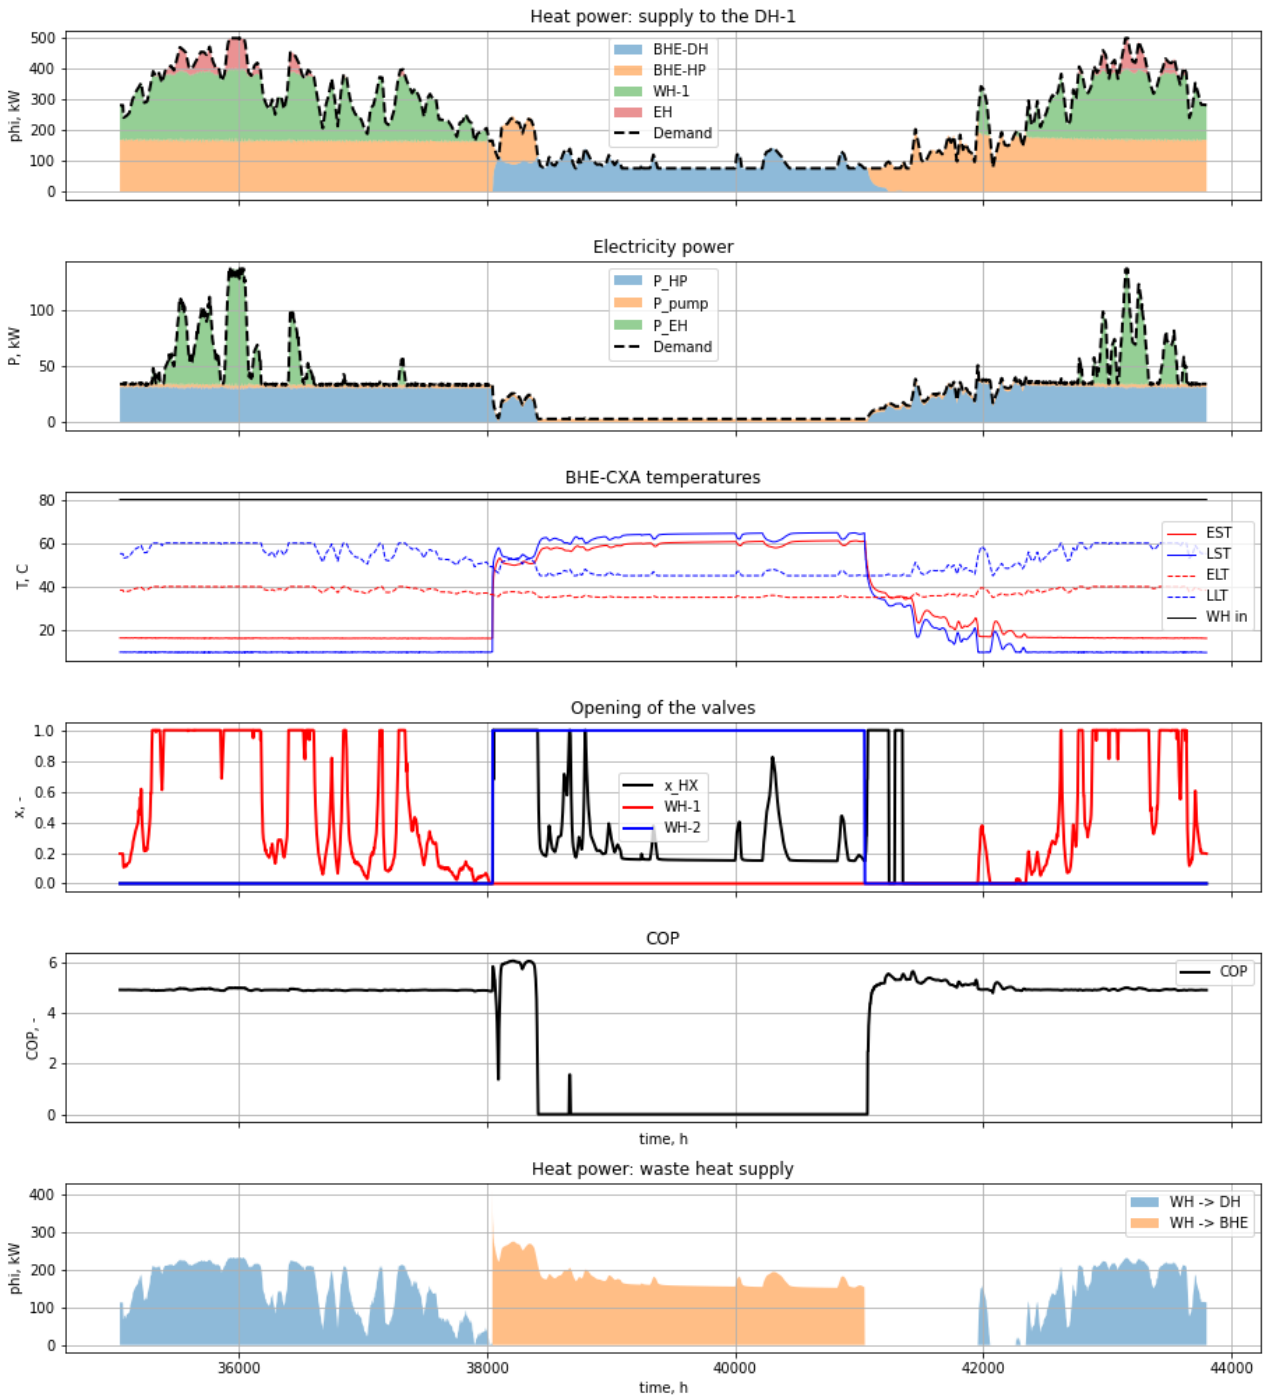 Heat power: supply to the DH-1
phi, kW
500
400
300
200
100
0
BHE-DH
BHE-HP
WH-1
EH
Demand
Electricity power
P, kW
100
50
0
P_HP
P_pump
P_EH
Demand
BHE-CXA temperatures
T, C
80
60
40
20
EST
LST
ELT
LLT
WH in
Opening of the valves
x, -
1.0
0.8
0.6
0.4
0.2
0.0
x_HX
WH-1
WH-2
COP
COP, -
6
4
2
0
COP
time, h
Heat power: waste heat supply
phi, kW
400
300
200
100
0
WH -> DH
WH -> BHE
36000 38000 40000 42000 44000
time, h